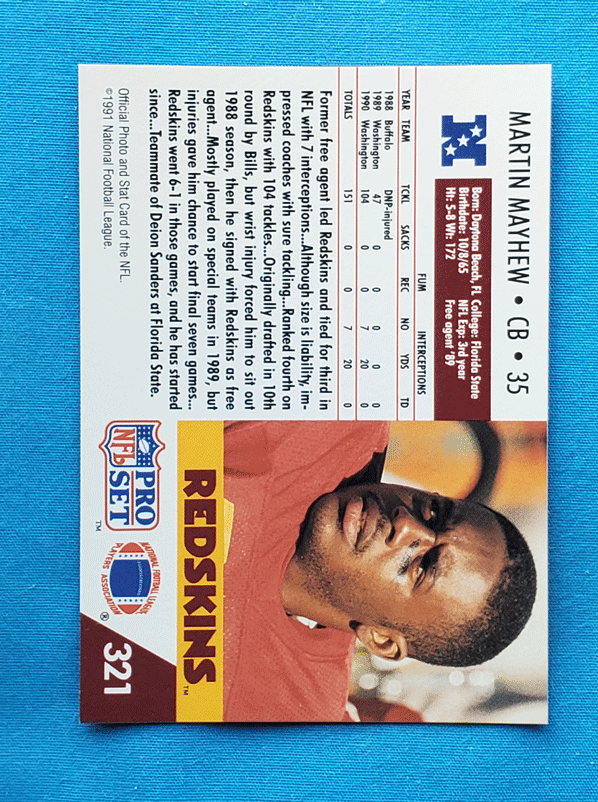 MARTIN MAYHEW • CB • 35
N
Born: Daytona Beach, FL College: Florida State
Birthdate: 10/8/65 NFL Exp: 3rd year
Ht: 5-8 Wt: 172 Free agent '89
FUM INTERCEPTIONS
YEAR TEAM TCKL SACKS REC NO YDS TD
1988 Buffalo DNP-injured
1989 Washington 47 0 0 0 0 0
1990 Washington 104 0 0 7 20 0
TOTALS 151 0 0 7 20 0
Former free agent led Redskins and tied for third in
NFL with 7 interceptions...Although size is liability, im-
pressed coaches with sure tackling...Ranked fourth on
Redskins with 104 tackles...Originally drafted in 10th
round by Bills, but wrist injury forced him to sit out
1988 season, then he signed with Redskins as free
agent...Mostly played on special teams in 1989, but
injuries gave him chance to start final seven games...
Redskins went 6-1 in those games, and he has started
since...Teammate of Deion Sanders at Florida State.
Official Photo and Stat Card of the NFL.
©1991 National Football League.
REDSKINS™
PRO
NFL
SET™
NATIONAL FOOTBALL LEAGUE
PLAYERS ASSOCIATION ®
321